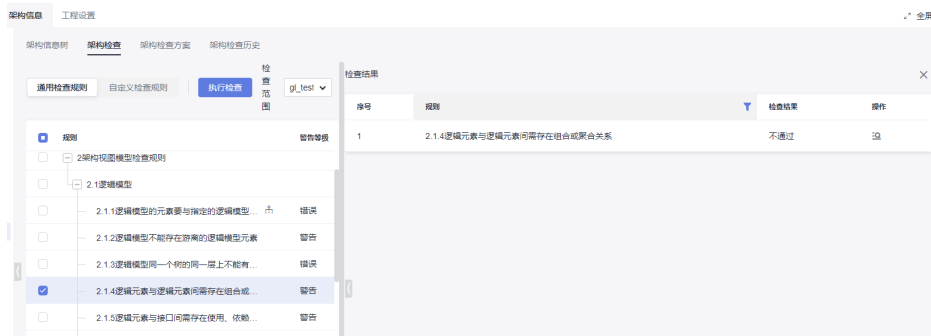 架构信息
工程设置
全屏
架构信息树
架构检查
架构检查方案
架构检查历史
通用检查规则
自定义检查规则
执行检查
检
查
范
围
gl_test
检查结果
序号
规则
检查结果
操作
1
2.1.4逻辑元素与逻辑元素间需存在组合或聚合关系
不通过
规则
警告等级
2架构视图模型检查规则
2.1逻辑模型
2.1.1逻辑模型的元素要与指定的逻辑模型...
错误
2.1.2逻辑模型不能存在游离的逻辑模型元素
警告
2.1.3逻辑模型同一个树的同一层上不能有...
错误
2.1.4逻辑元素与逻辑元素间需存在组合或...
警告
2.1.5逻辑元素与接口间需存在使用、依赖...
警告